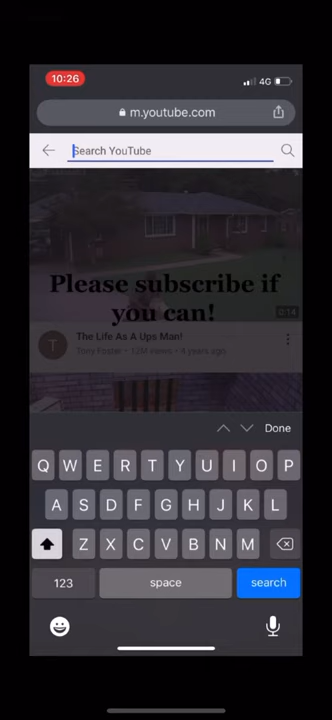 10:26
4G
m.youtube.com
Search YouTube
Please subscribe if
you can!
0:14
The Life As A Ups Man!
T
Tony Foster • 12M views • 4 years ago
Done
Q W E R T Y U I O P
A S D F G H J K L
Z X C V B N M
123 space search